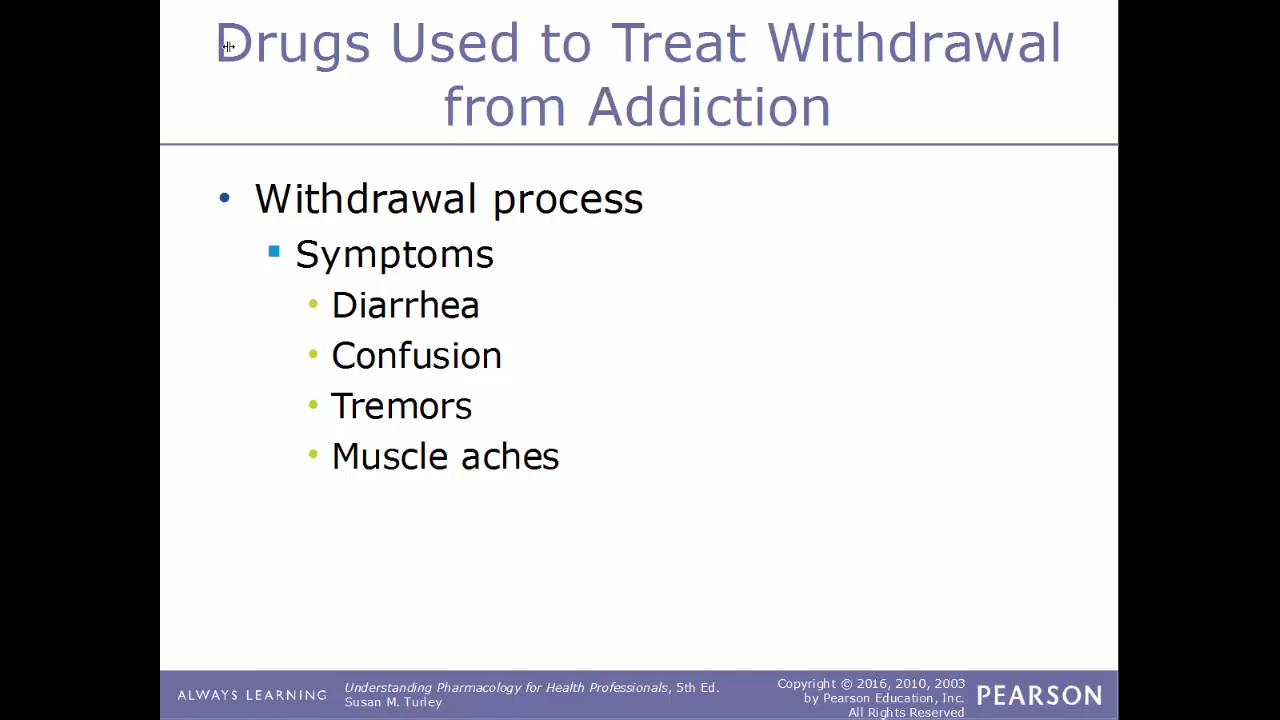 Drugs Used to Treat Withdrawal
from Addiction
• Withdrawal process
▪ Symptoms
• Diarrhea
• Confusion
• Tremors
• Muscle aches
ALWAYS LEARNING
Understanding Pharmacology for Health Professionals, 5th Ed.
Susan M. Turley
Copyright © 2016, 2010, 2003
by Pearson Education, Inc.
All Rights Reserved
PEARSON